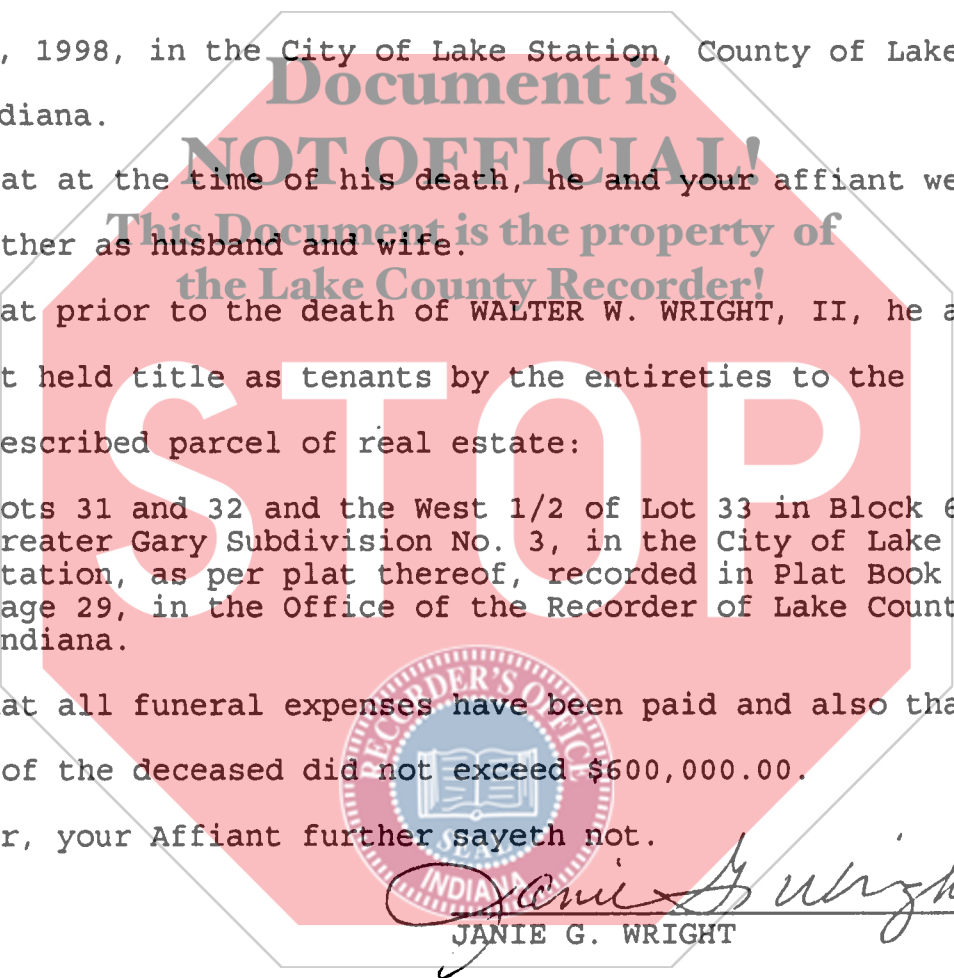 , 1998, in the City of Lake Station, County of Lake
Document is
diana.
NOT OFFICIAL!
at at the time of his death, he and your affiant we
This Document is the property of
ther as husband and wife.
the Lake County Recorder!
at prior to the death of WALTER W. WRIGHT, II, he a
t held title as tenants by the entireties to the
STOP
escribed parcel of real estate:
ots 31 and 32 and the West 1/2 of Lot 33 in Block 6
reater Gary Subdivision No. 3, in the City of Lake
tation, as per plat thereof, recorded in Plat Book
age 29, in the Office of the Recorder of Lake Count
ndiana.
at all funeral expenses have been paid and also tha
of the deceased did not exceed $600,000.00.
r, your Affiant further sayeth not.
RECORDER'S OFFICE
SEAL
INDIANA
Janie G Wright
JANIE G. WRIGHT